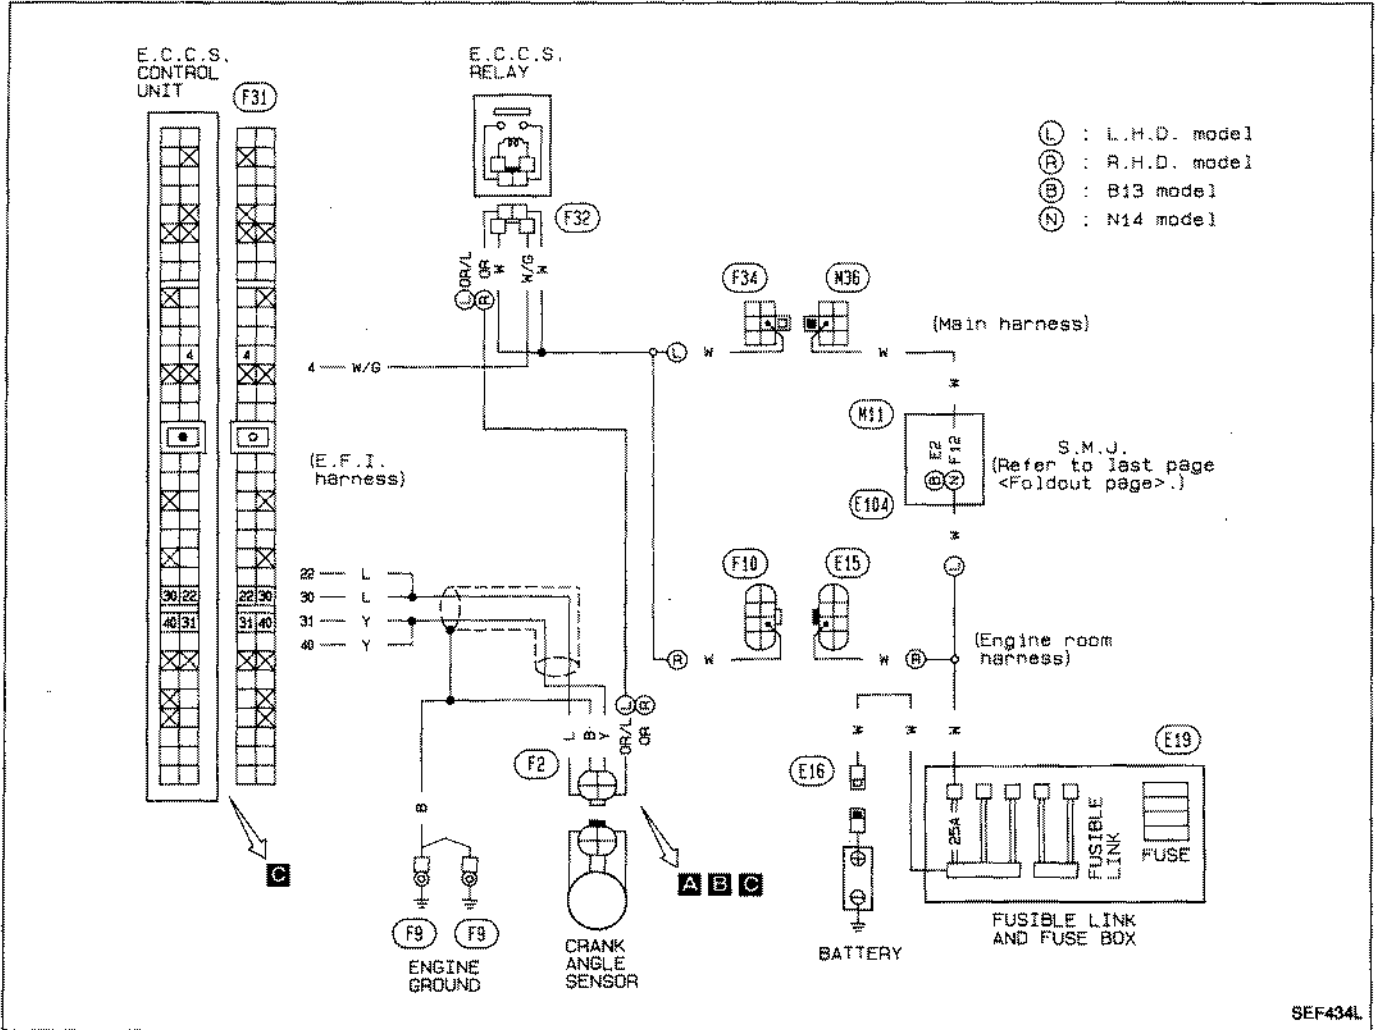 E.C.C.S.
CONTROL
UNIT
F31
E.C.C.S.
RELAY
F32
L : L.H.D. model
R : R.H.D. model
B : B13 model
N : N14 model
OR/L
OR
W
W/G
W
L R
F34
M36
(Main harness)
L W
W
4 4
4 W/G
W
M11
E2
F12
B N
S.M.J.
(Refer to last page
<Foldout page>.)
E104
(E.F.I.
harness)
W
L
F10
E15
22 L
30 L
31 Y
40 Y
30 22
40 31
22 30
31 40
R W
W R
(Engine room
harness)
L R
L
B
Y
OR/L
OR
W
W
W
F2
E16
E19
B
25A
FUSIBLE
LINK
FUSE
C
A B C
F9
F9
ENGINE
GROUND
CRANK
ANGLE
SENSOR
BATTERY
FUSIBLE LINK
AND FUSE BOX
SEF434L